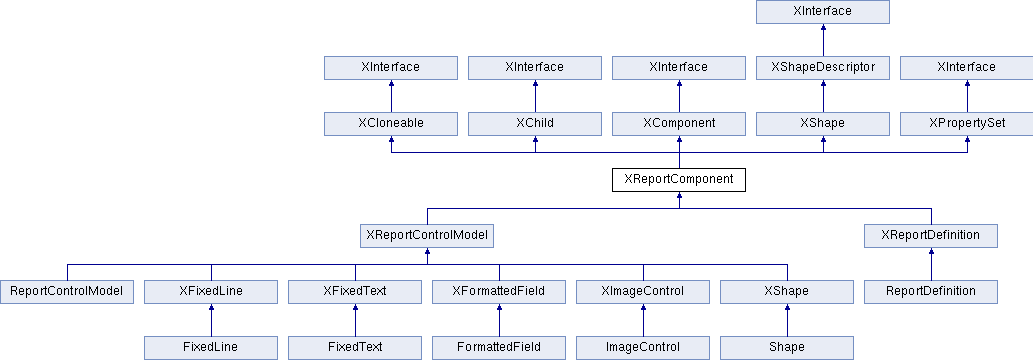 XInterface
XInterface
XInterface
XInterface
XShapeDescriptor
XInterface
XCloneable
XChild
XComponent
XShape
XPropertySet
XReportComponent
XReportControlModel
XReportDefinition
ReportControlModel
XFixedLine
XFixedText
XFormattedField
XImageControl
XShape
ReportDefinition
FixedLine
FixedText
FormattedField
ImageControl
Shape